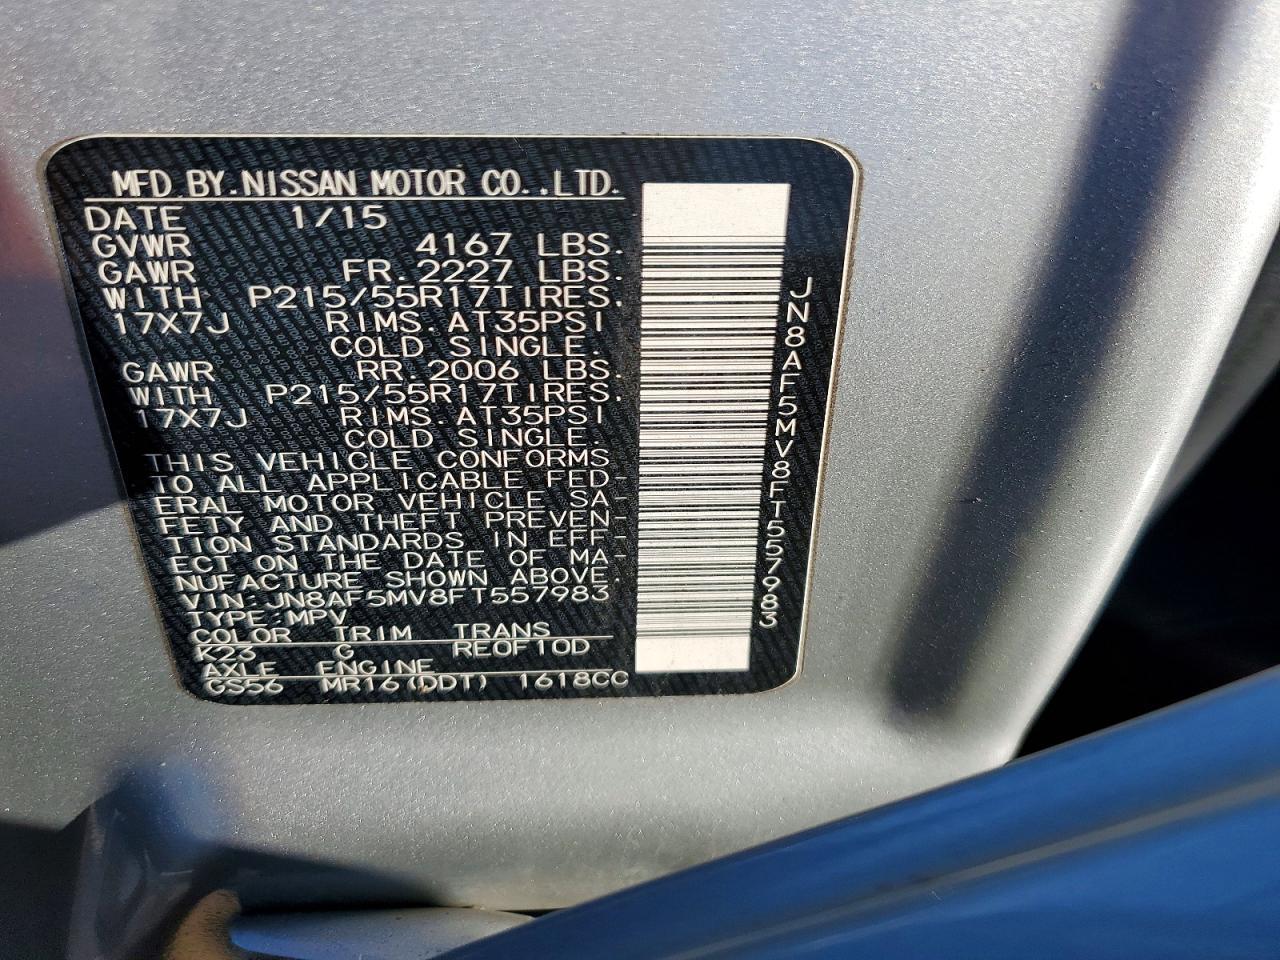 MFD BY.NISSAN MOTOR CO.,LTD.
DATE 1/15
GVWR 4167 LBS.
GAWR FR.2227 LBS.
WITH P215/55R17TIRES.
17X7J RIMS.AT35PSI
COLD SINGLE.
GAWR RR.2006 LBS.
WITH P215/55R17TIRES.
17X7J RIMS.AT35PSI
COLD SINGLE.
THIS VEHICLE CONFORMS
TO ALL APPLICABLE FED-
ERAL MOTOR VEHICLE SA-
FETY AND THEFT PREVEN-
TION STANDARDS IN EFF-
ECT ON THE DATE OF MA-
NUFACTURE SHOWN ABOVE.
VIN:JN8AF5MV8FT557983
TYPE:MPV
COLOR TRIM TRANS
K23 G RE0F10D
AXLE ENGINE
GS56 MR16(DDT) 1618CC
JN8AF5MV8FT557983